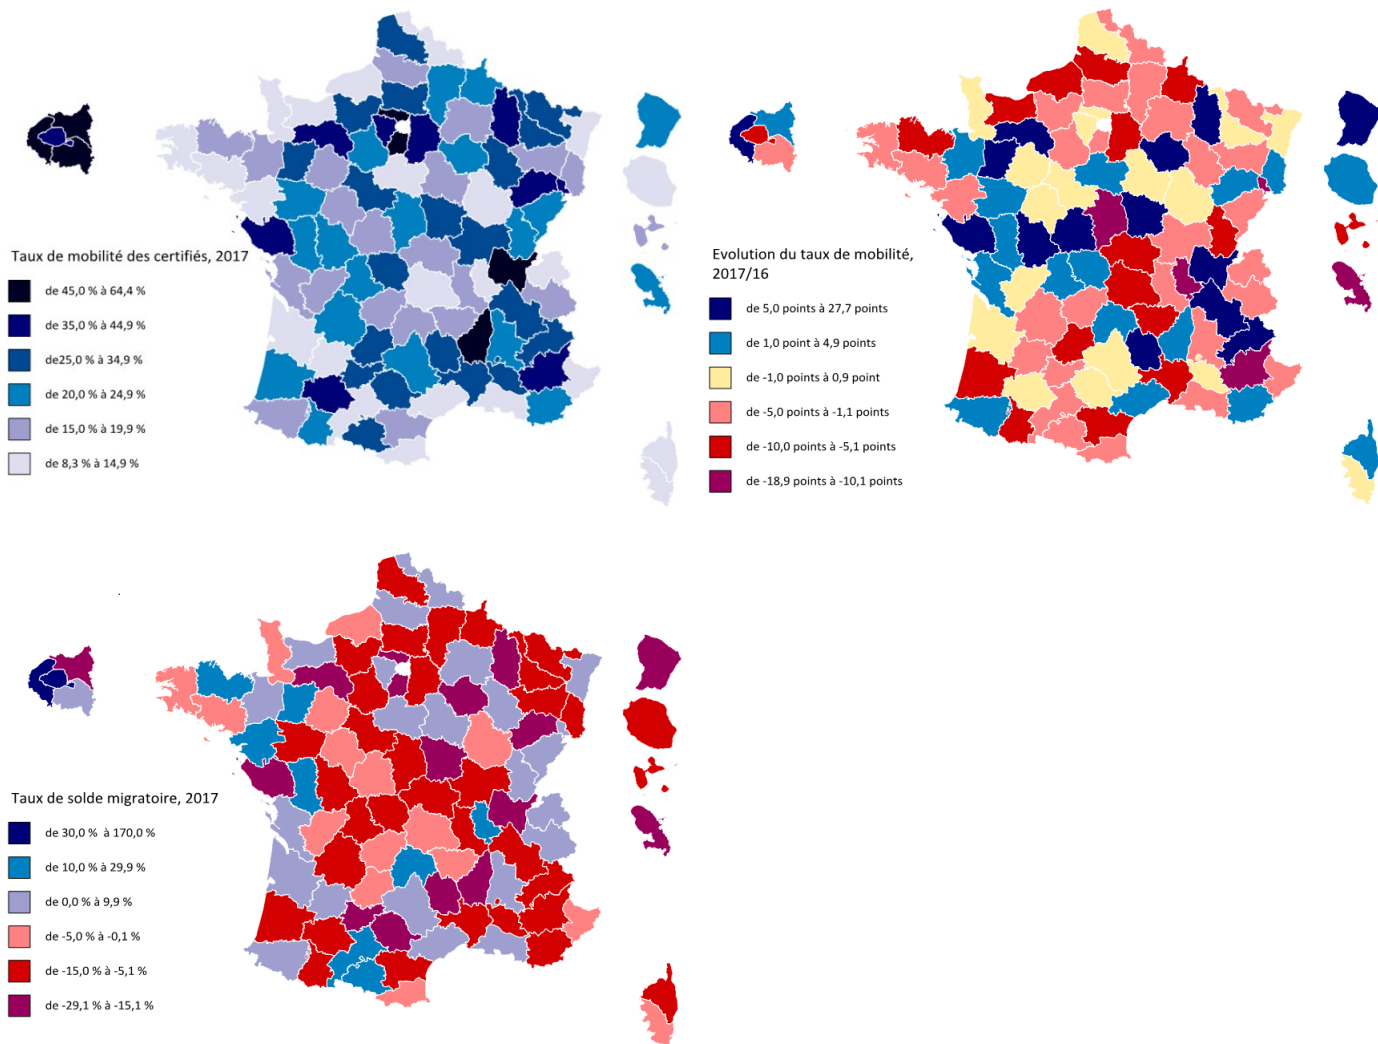 Taux de mobilité des certifiés, 2017
de 45,0 % à 64,4 %
de 35,0 % à 44,9 %
de25,0 % à 34,9 %
de 20,0 % à 24,9 %
de 15,0 % à 19,9 %
de 8,3 % à 14,9 %
Evolution du taux de mobilité,
2017/16
de 5,0 points à 27,7 points
de 1,0 point à 4,9 points
de -1,0 points à 0,9 point
de -5,0 points à -1,1 points
de -10,0 points à -5,1 points
de -18,9 points à -10,1 points
Taux de solde migratoire, 2017
de 30,0 % à 170,0 %
de 10,0 % à 29,9 %
de 0,0 % à 9,9 %
de -5,0 % à -0,1 %
de -15,0 % à -5,1 %
de -29,1 % à -15,1 %